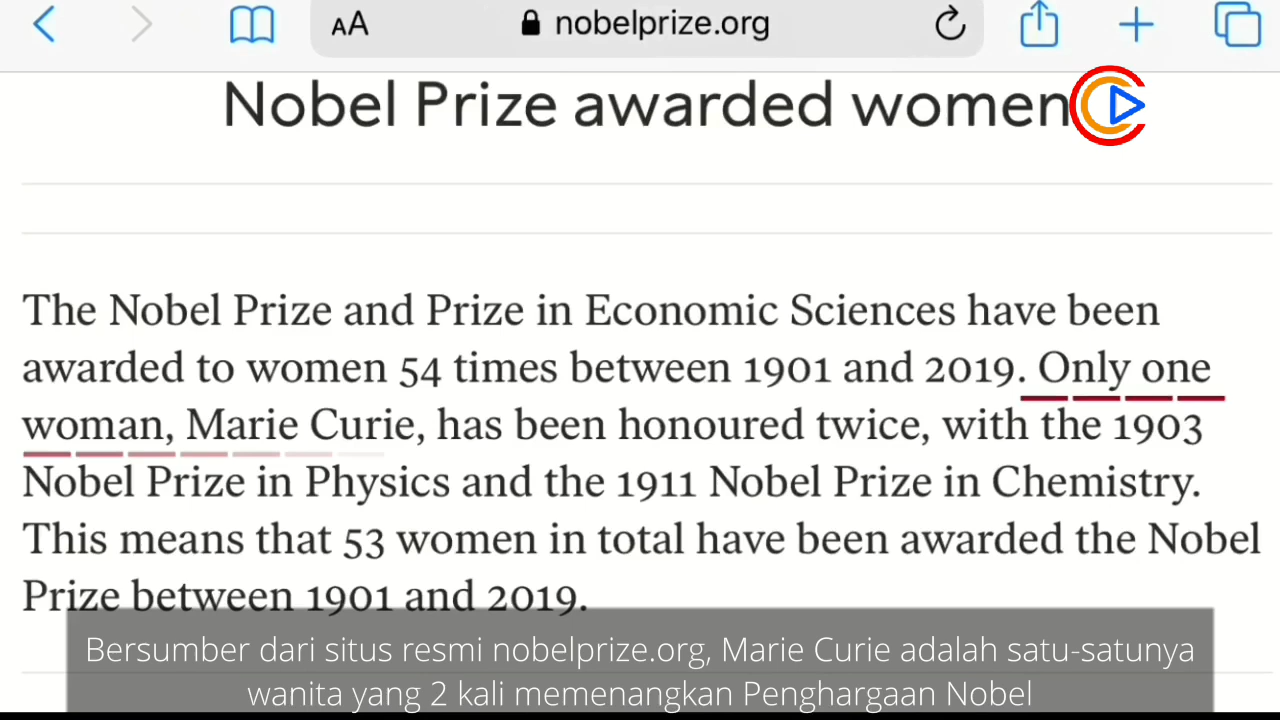 AA nobelprize.org
Nobel Prize awarded women
The Nobel Prize and Prize in Economic Sciences have been
awarded to women 54 times between 1901 and 2019. Only one
woman, Marie Curie, has been honoured twice, with the 1903
Nobel Prize in Physics and the 1911 Nobel Prize in Chemistry.
This means that 53 women in total have been awarded the Nobel
Prize between 1901 and 2019.
Bersumber dari situs resmi nobelprize.org, Marie Curie adalah satu-satunya
wanita yang 2 kali memenangkan Penghargaan Nobel